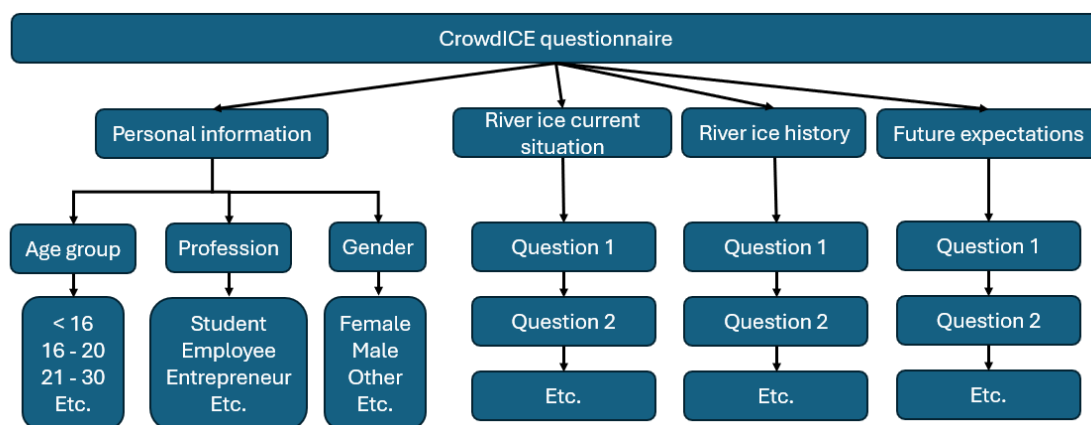 CrowdICE questionnaire
Personal information
River ice current
situation
River ice history
Future expectations
Age group
Profession
Gender
Question 1
Question 1
Question 1
< 16
16 - 20
21 - 30
Etc.
Student
Employee
Entrepreneur
Etc.
Female
Male
Other
Etc.
Question 2
Question 2
Question 2
Etc.
Etc.
Etc.